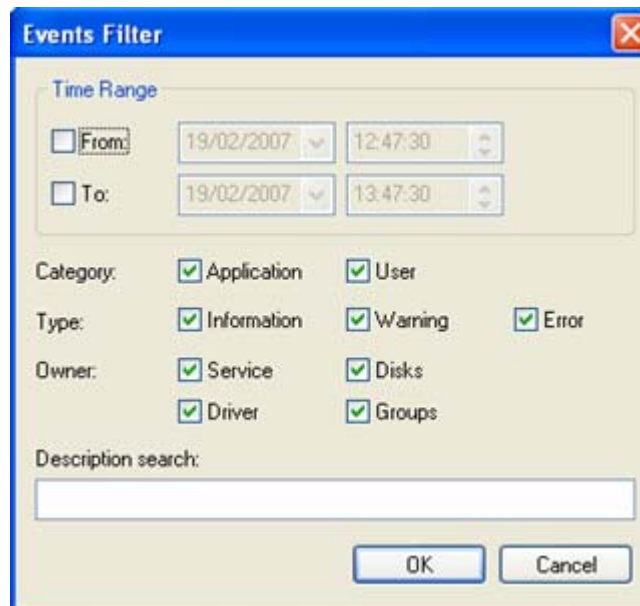 Events Filter
Time Range
From: 19/02/2007 12:47:30
To: 19/02/2007 13:47:30
Category: Application User
Type: Information Warning Error
Owner: Service Disks
Driver Groups
Description search:
OK Cancel